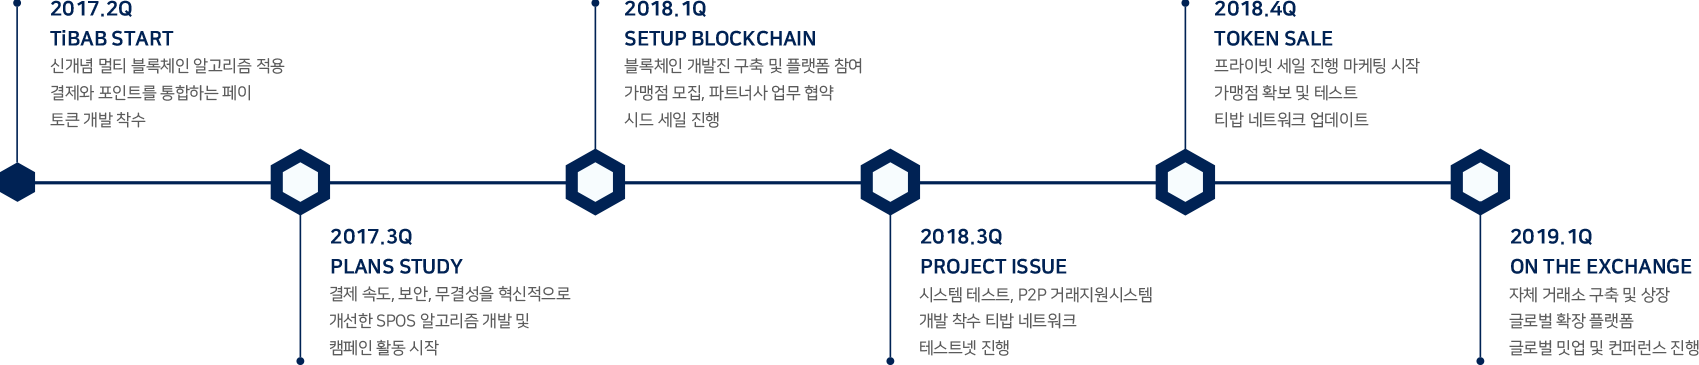 2017.2Q
TiBAB START
신개념 멀티 블록체인 알고리즘 적용
결제와 포인트를 통합하는 페이
토큰 개발 착수
2017.3Q
PLANS STUDY
결제 속도, 보안, 무결성을 혁신적으로
개선한 SPOS 알고리즘 개발 및
캠페인 활동 시작
2018.1Q
SETUP BLOCKCHAIN
블록체인 개발진 구축 및 플랫폼 참여
가맹점 모집, 파트너사 업무 협약
시드 세일 진행
2018.3Q
PROJECT ISSUE
시스템 테스트, P2P 거래지원시스템
개발 착수 티밥 네트워크
테스트넷 진행
2018.4Q
TOKEN SALE
프라이빗 세일 진행 마케팅 시작
가맹점 확보 및 테스트
티밥 네트워크 업데이트
2019.1Q
ON THE EXCHANGE
자체 거래소 구축 및 상장
글로벌 확장 플랫폼
글로벌 밋업 및 컨퍼런스 진행